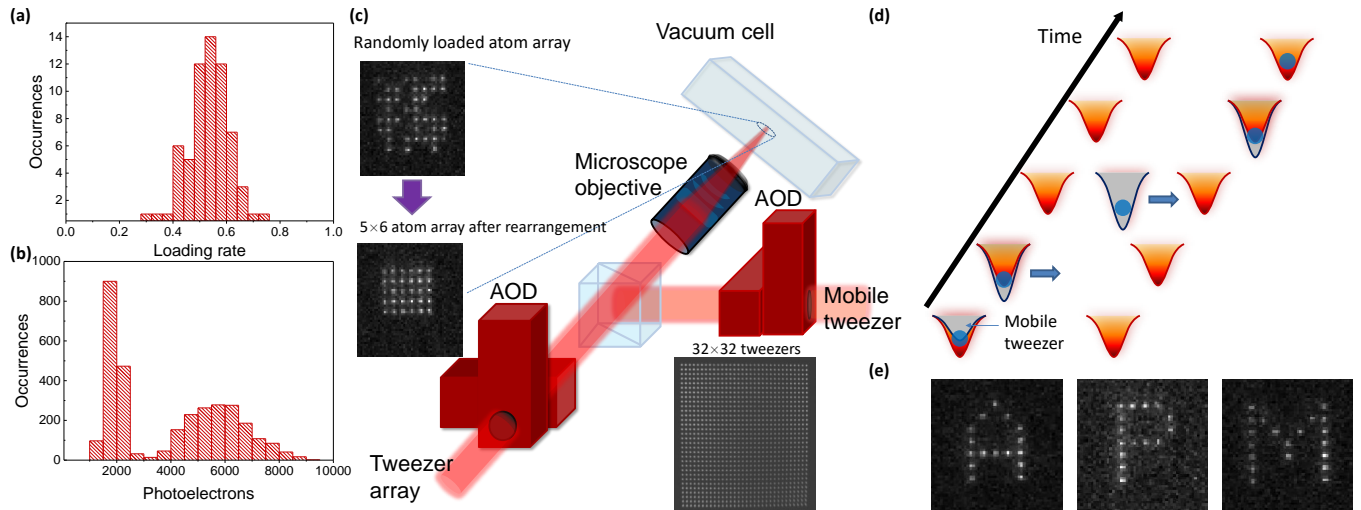 (a)
14
12
10
8
6
4
2
Occurrences
0.0
0.2
0.4
0.6
0.8
1.0
Loading rate
(b)
1000
800
600
400
200
0
Occurrences
2000
4000
6000
8000
10000
Photoelectrons
(c)
Randomly loaded atom array
5×6 atom array after rearrangement
Vacuum cell
Microscope
objective
AOD
AOD
Mobile
tweezer
Tweezer
array
32×32 tweezers
(d)
Time
Mobile
tweezer
(e)
A
P
M